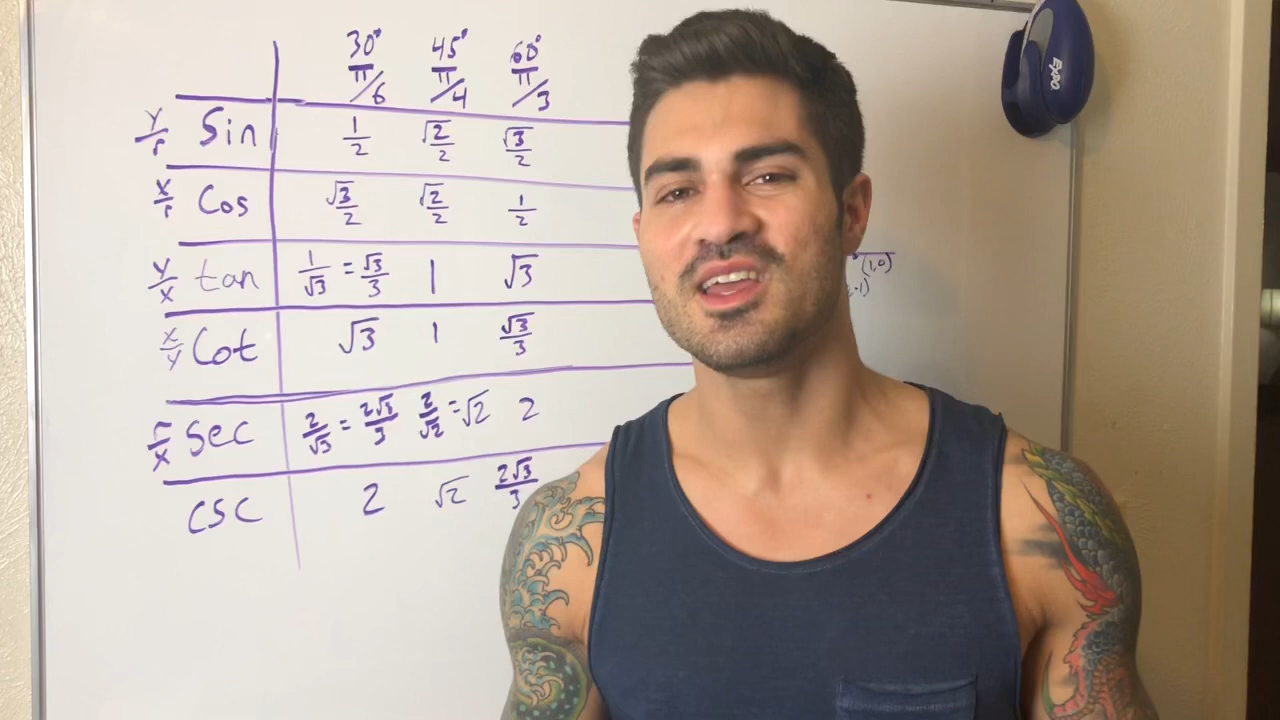 30° 45° 60°
π/6 π/4 π/3
y/r Sin 1/2 √2/2 √3/2
x/r Cos √3/2 √2/2 1/2
y/x tan 1/√3 = √3/3 1 √3
x/y Cot √3 1 √3/3
r/x Sec 2/√3 = 2√3/3 2/√2 = √2 2
CSC 2 √2 2√3/3
EXPO
(1,0)
-1)